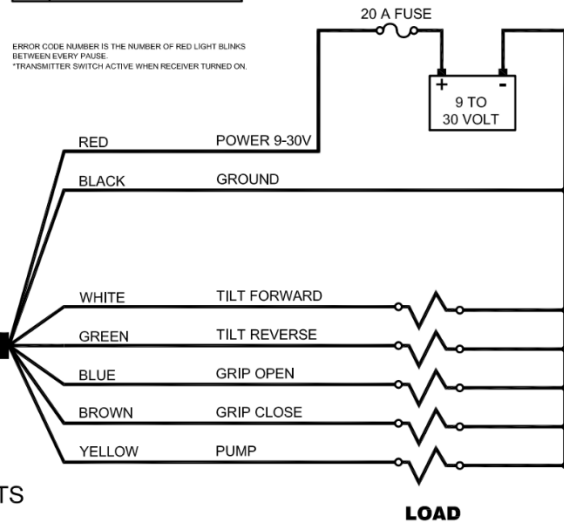 20 A FUSE
ERROR CODE NUMBER IS THE NUMBER OF RED LIGHT BLINKS
BETWEEN EVERY PAUSE.
*TRANSMITTER SWITCH ACTIVE WHEN RECEIVER TURNED ON.
+ -
9 TO
30 VOLT
RED POWER 9-30V
BLACK GROUND
WHITE TILT FORWARD
GREEN TILT REVERSE
BLUE GRIP OPEN
BROWN GRIP CLOSE
YELLOW PUMP
TS
LOAD